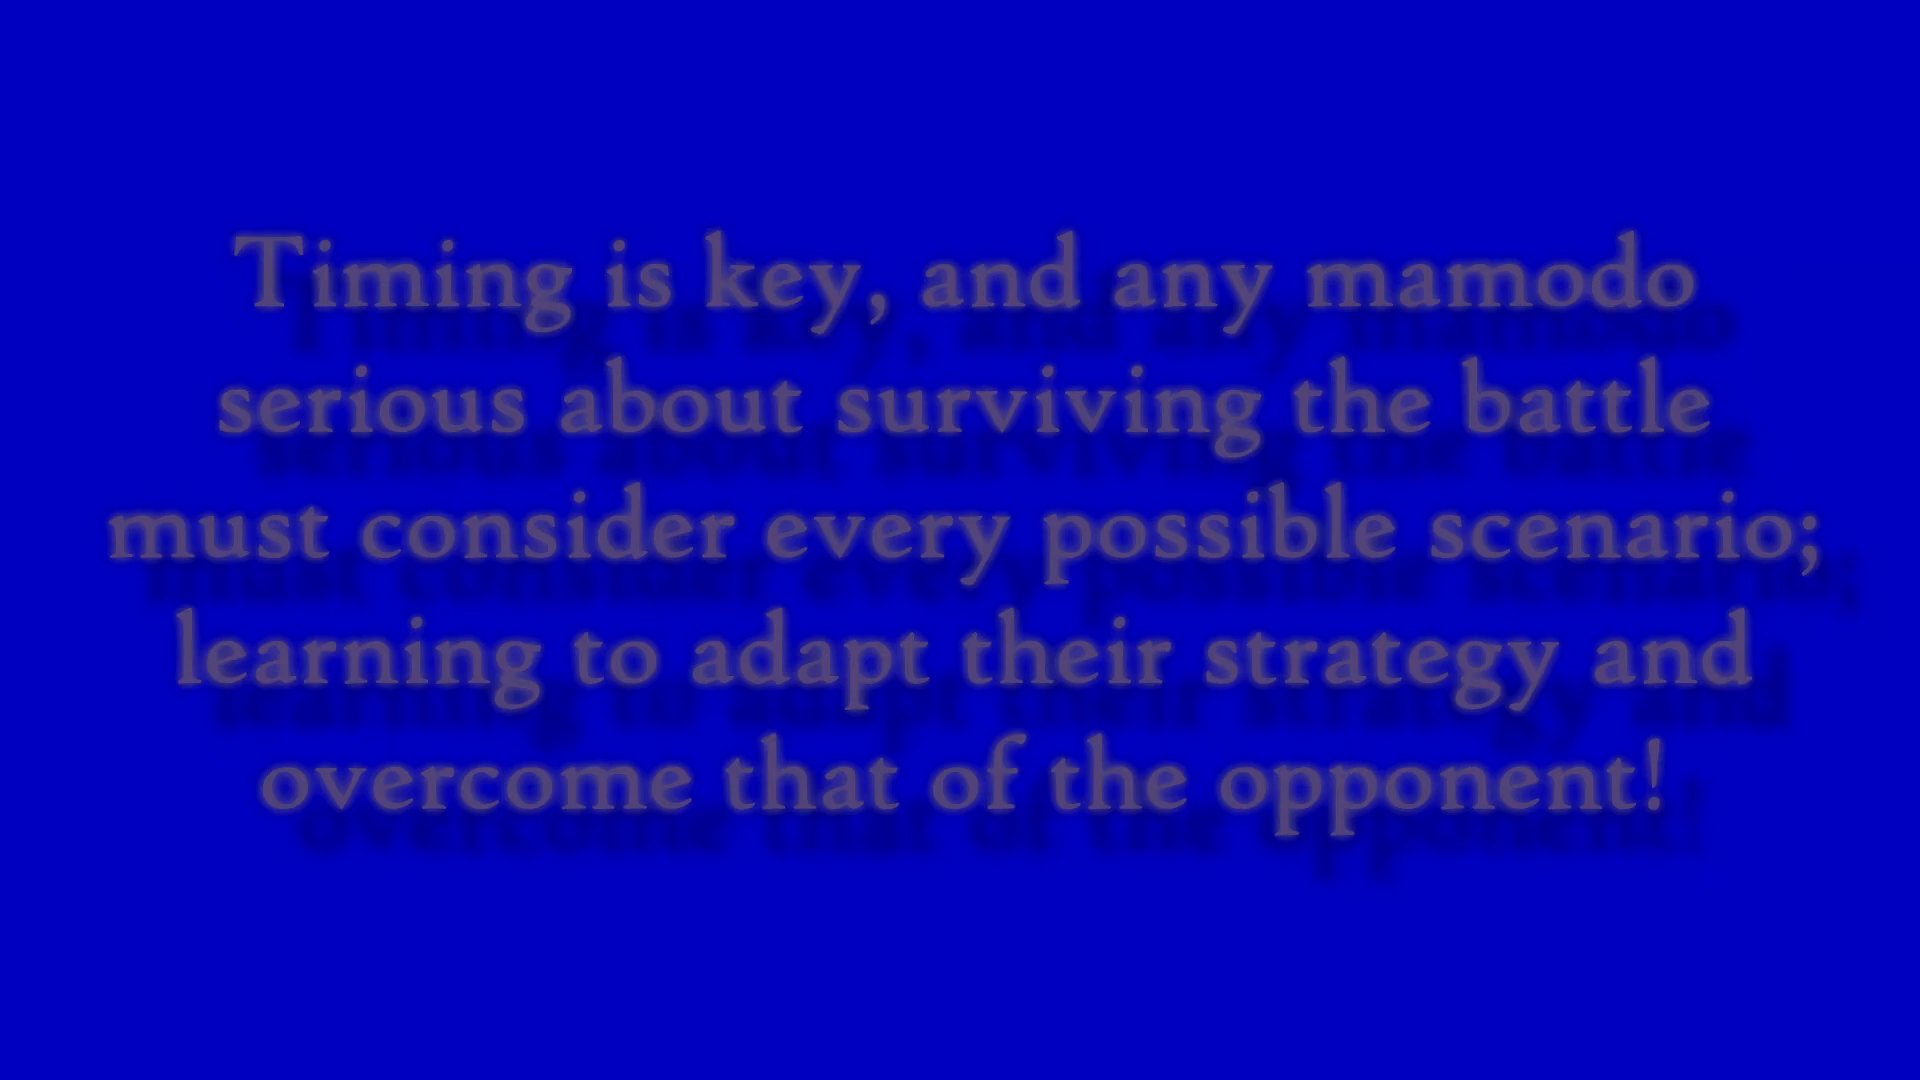 Timing is key, and any mamodo
serious about surviving the battle
must consider every possible scenario;
learning to adapt their strategy and
overcome that of the opponent!